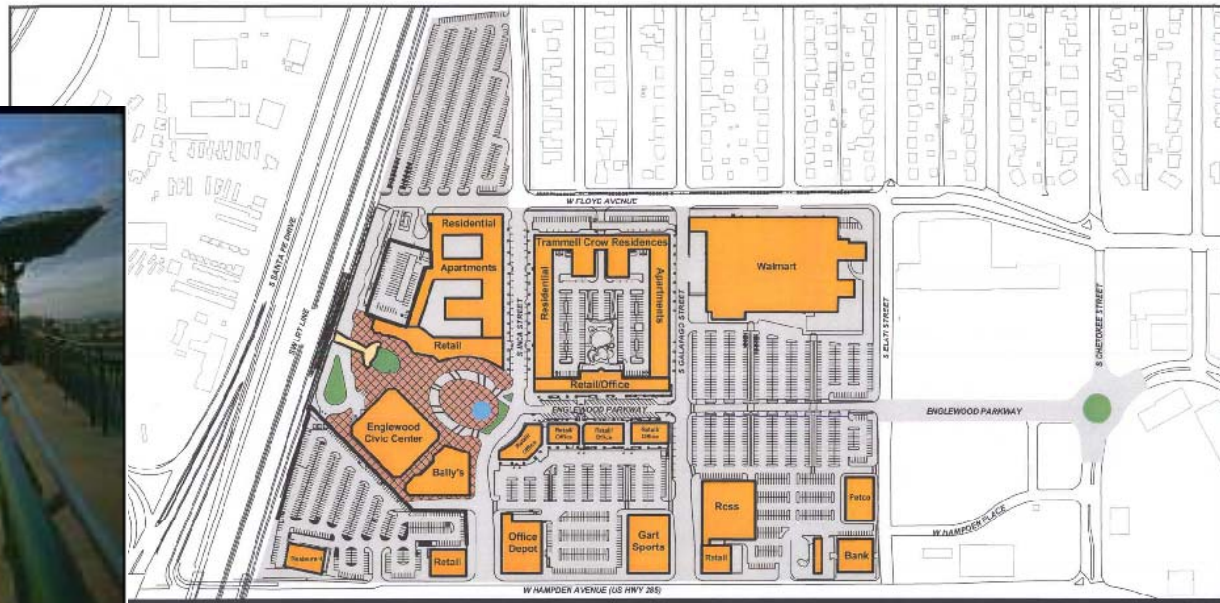 W FLOYD AVENUE
Residential
Apartments
Retail
Trammell Crow Residences
Residential
Apartments
Retail/Office
Walmart
S SANTA FE DRIVE
SW LRT LINE
S INCA STREET
S GALAPAGO STREET
S ELATI STREET
S CHEROKEE STREET
ENGLEWOOD PARKWAY
ENGLEWOOD PARKWAY
Englewood
Civic Center
Bally's
Retail/
Office
Retail/
Office
Retail/
Office
Retail/
Office
Ross
Retail
Petco
Bank
Office
Depot
Gart
Sports
Retail
Restaurant
W HAMPDEN PLACE
W HAMPDEN AVENUE (US HWY 285)